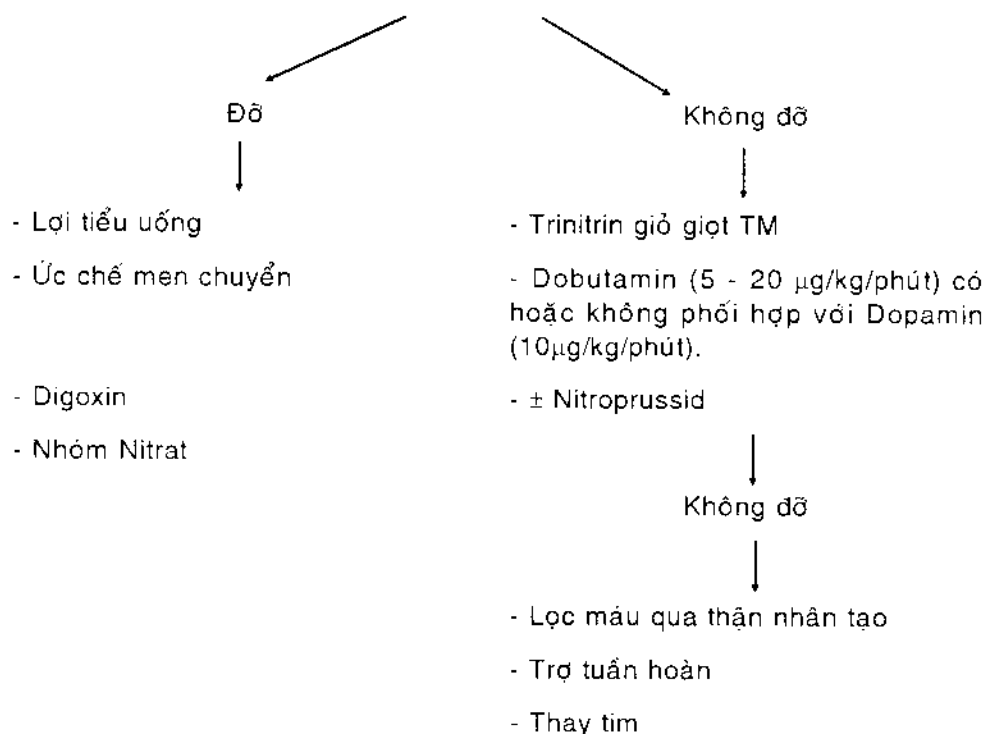 Đỡ
- Lợi tiểu uống
- Ức chế men chuyển
- Digoxin
- Nhóm Nitrat
Không đỡ
- Trinitrin giỏ giọt TM
- Dobutamin (5 - 20 µg/kg/phút) có
hoặc không phối hợp với Dopamin
(10µg/kg/phút).
- ± Nitroprussid
Không đỡ
- Lọc máu qua thận nhân tạo
- Trợ tuần hoàn
- Thay tim